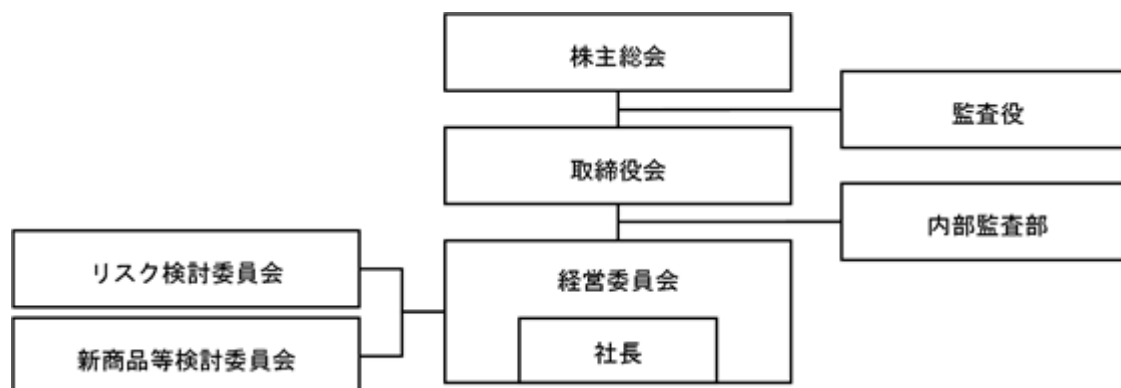 株主総会
監査役
取締役会
内部監査部
リスク検討委員会
経営委員会
新商品等検討委員会
社長